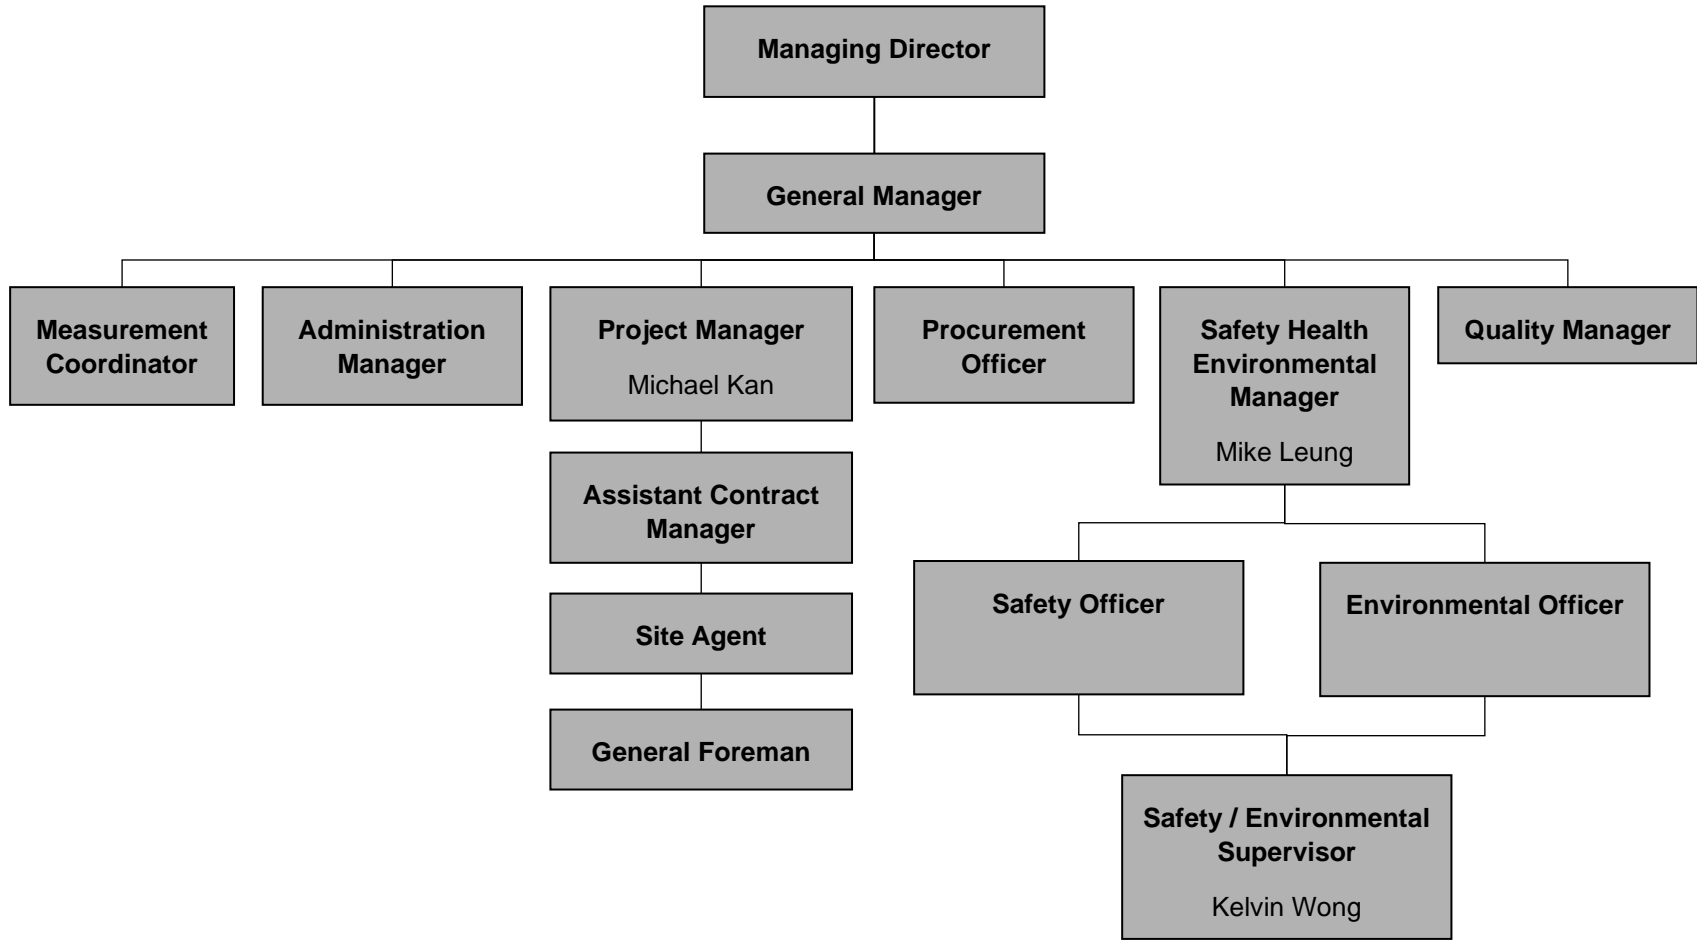 Managing Director
General Manager
Measurement
Coordinator
Administration
Manager
Project Manager
Michael Kan
Procurement
Officer
Safety Health
Environmental
Manager
Mike Leung
Quality Manager
Assistant Contract
Manager
Site Agent
General Foreman
Safety Officer
Environmental Officer
Safety / Environmental
Supervisor
Kelvin Wong